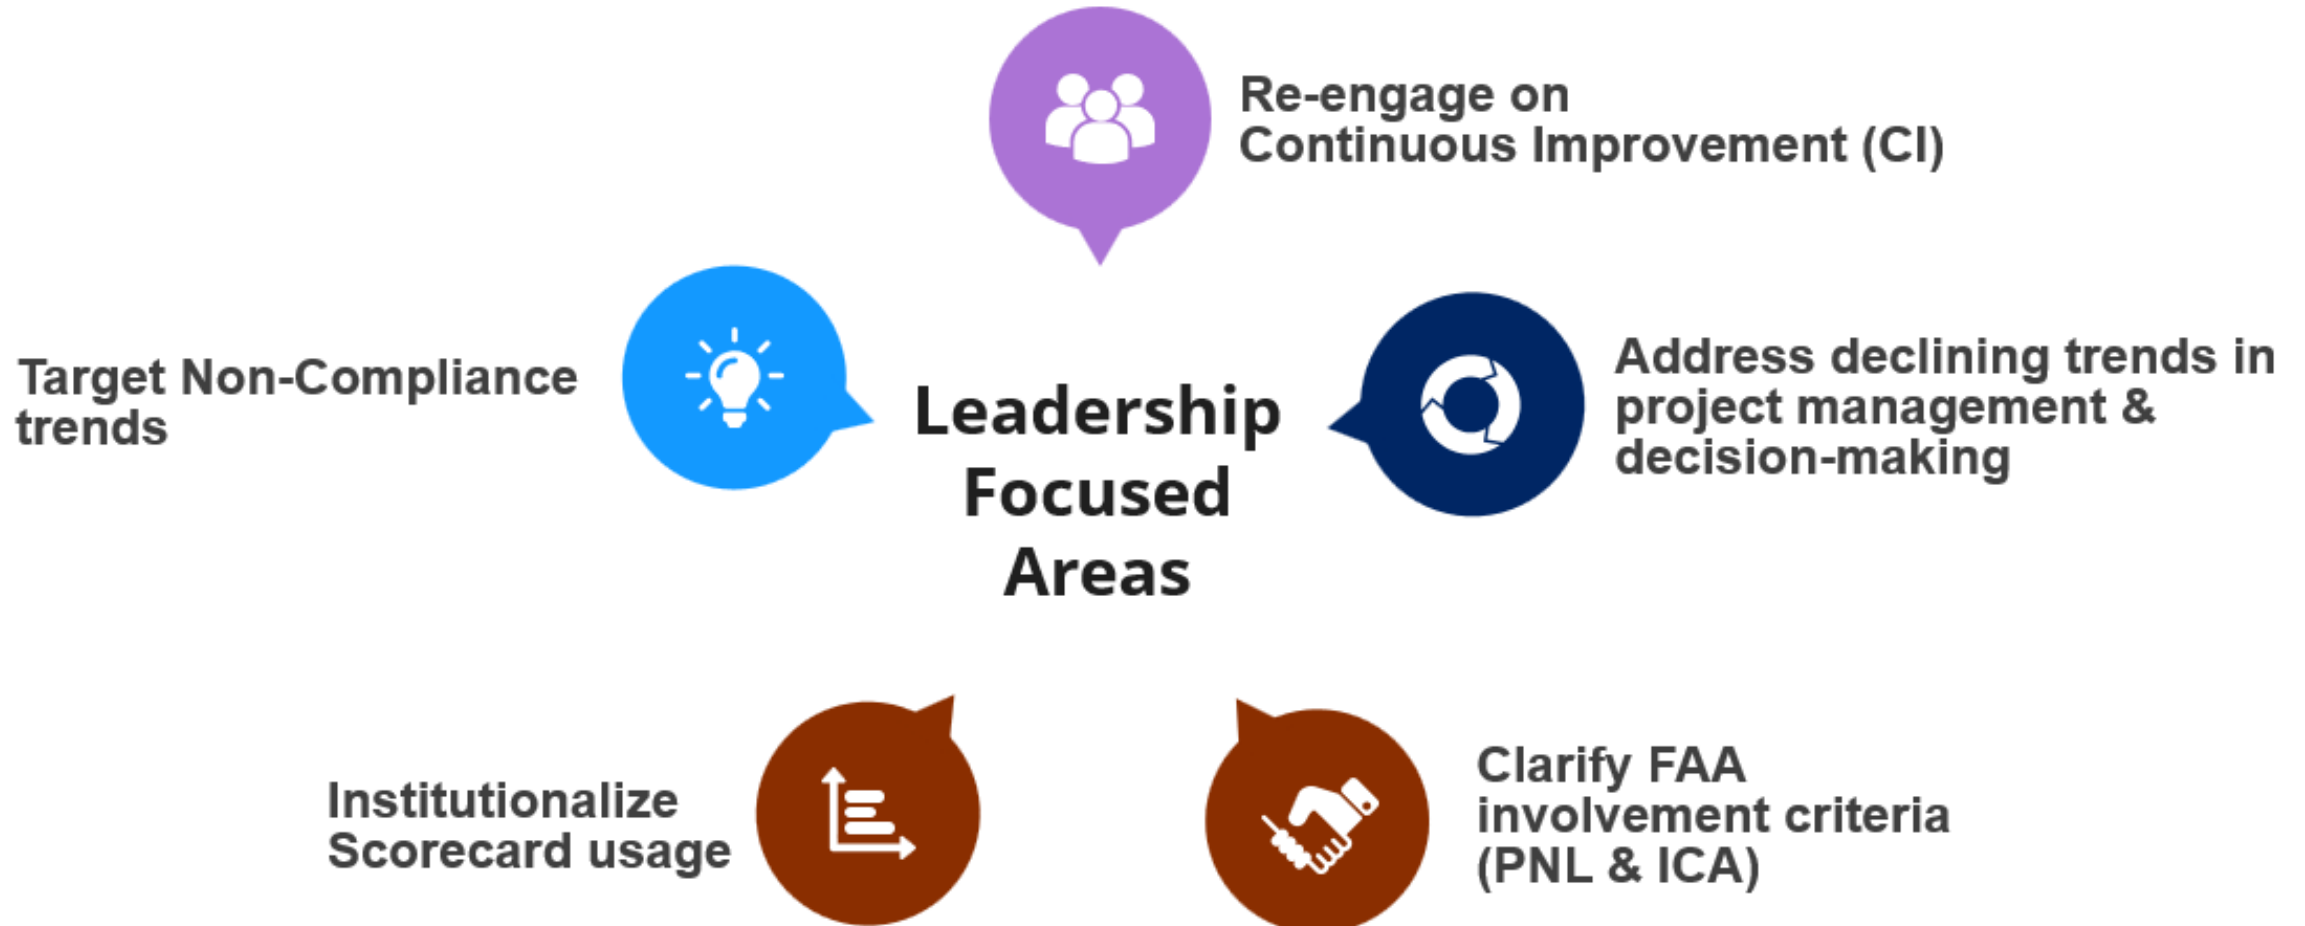 Re-engage on
Continuous Improvement (CI)
Target Non-Compliance
trends
Leadership
Focused
Areas
Address declining trends in
project management &
decision-making
Institutionalize
Scorecard usage
Clarify FAA
involvement criteria
(PNL & ICA)